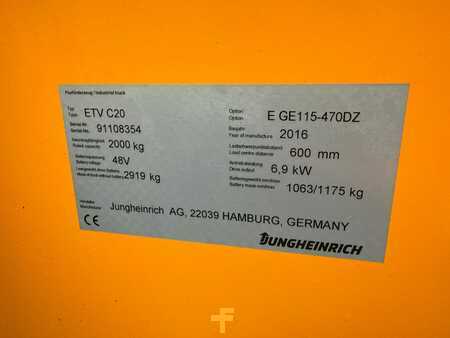 Flurförderzeug / Industrial truck
Typ Type ETV C20 Option Option E GE115-470DZ
Serial Nr. Serial No. 91108354 Baujahr Year of manufacture 2016
Rated capacity 2000 kg Lastschwerpunktabstand Load centre distance 600 mm
Batteriespannung Battery voltage 48V Antriebsleistung Drive output 6,9 kW
Leergewicht ohne Batterie Mass of truck without battery 2919 kg Batteriegewicht min/max Battery mass min/max 1063/1175 kg
Hersteller Manufacturer Jungheinrich AG, 22039 HAMBURG, GERMANY
CE JUNGHEINRICH